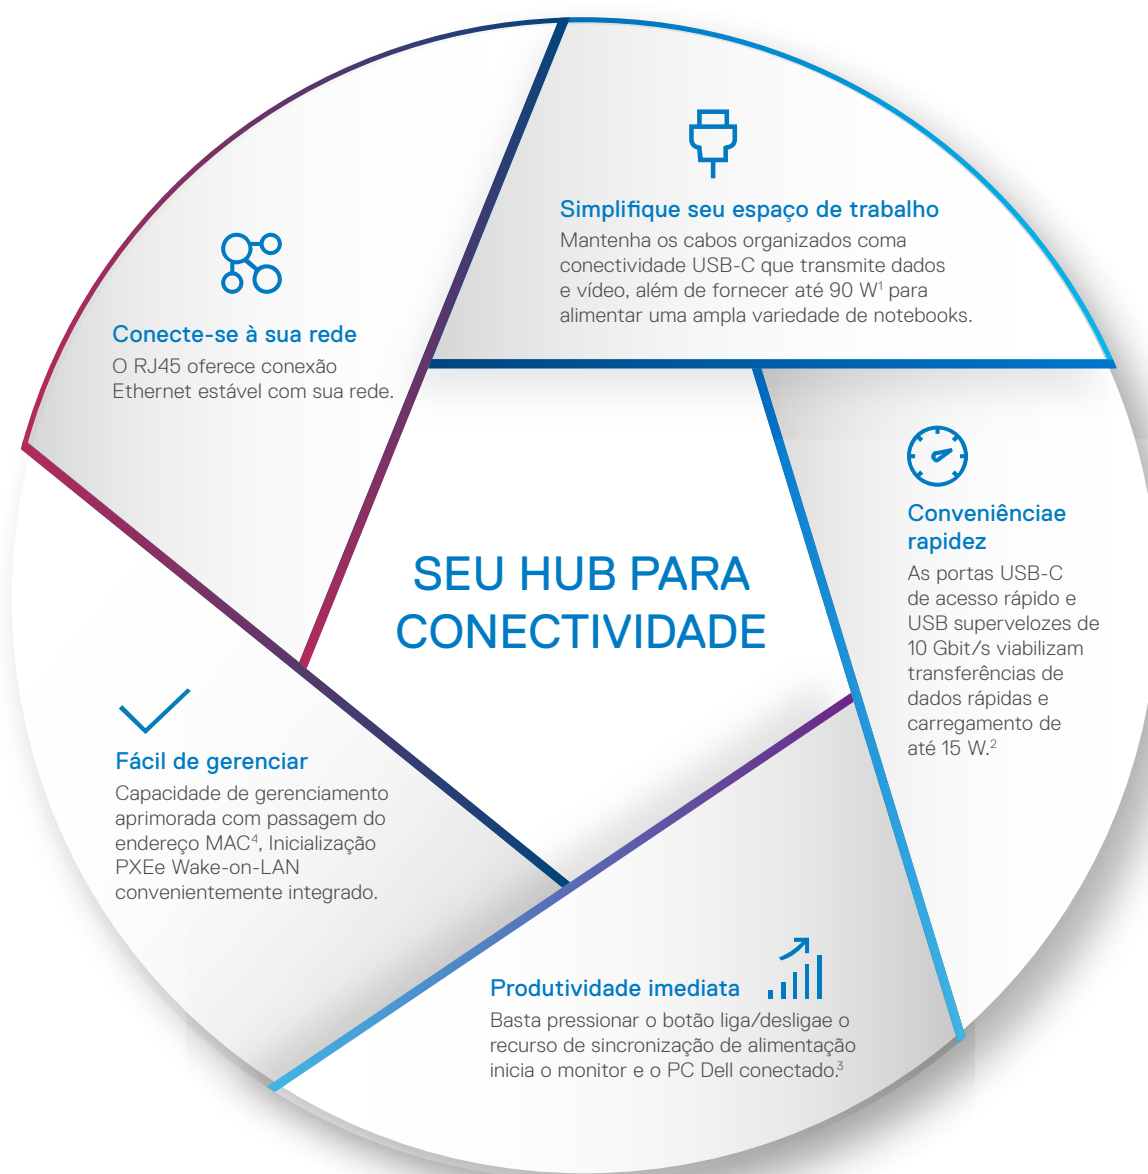 Simplifique seu espaço de trabalho
Mantenha os cabos organizados coma
conectividade USB-C que transmite dados
e vídeo, além de fornecer até 90 W¹ para
alimentar uma ampla variedade de notebooks.
Conecte-se à sua rede
O RJ45 oferece conexão
Ethernet estável com sua rede.
Conveniênciae
rapidez
As portas USB-C
de acesso rápido e
USB supervelozes de
10 Gbit/s viabilizam
transferências de
dados rápidas e
carregamento de
até 15 W.²
SEU HUB PARA
CONECTIVIDADE
Fácil de gerenciar
Capacidade de gerenciamento
aprimorada com passagem do
endereço MAC⁴, Inicialização
PXEe Wake-on-LAN
convenientemente integrado.
Produtividade imediata
Basta pressionar o botão liga/desligae o
recurso de sincronização de alimentação
inicia o monitor e o PC Dell conectado.³